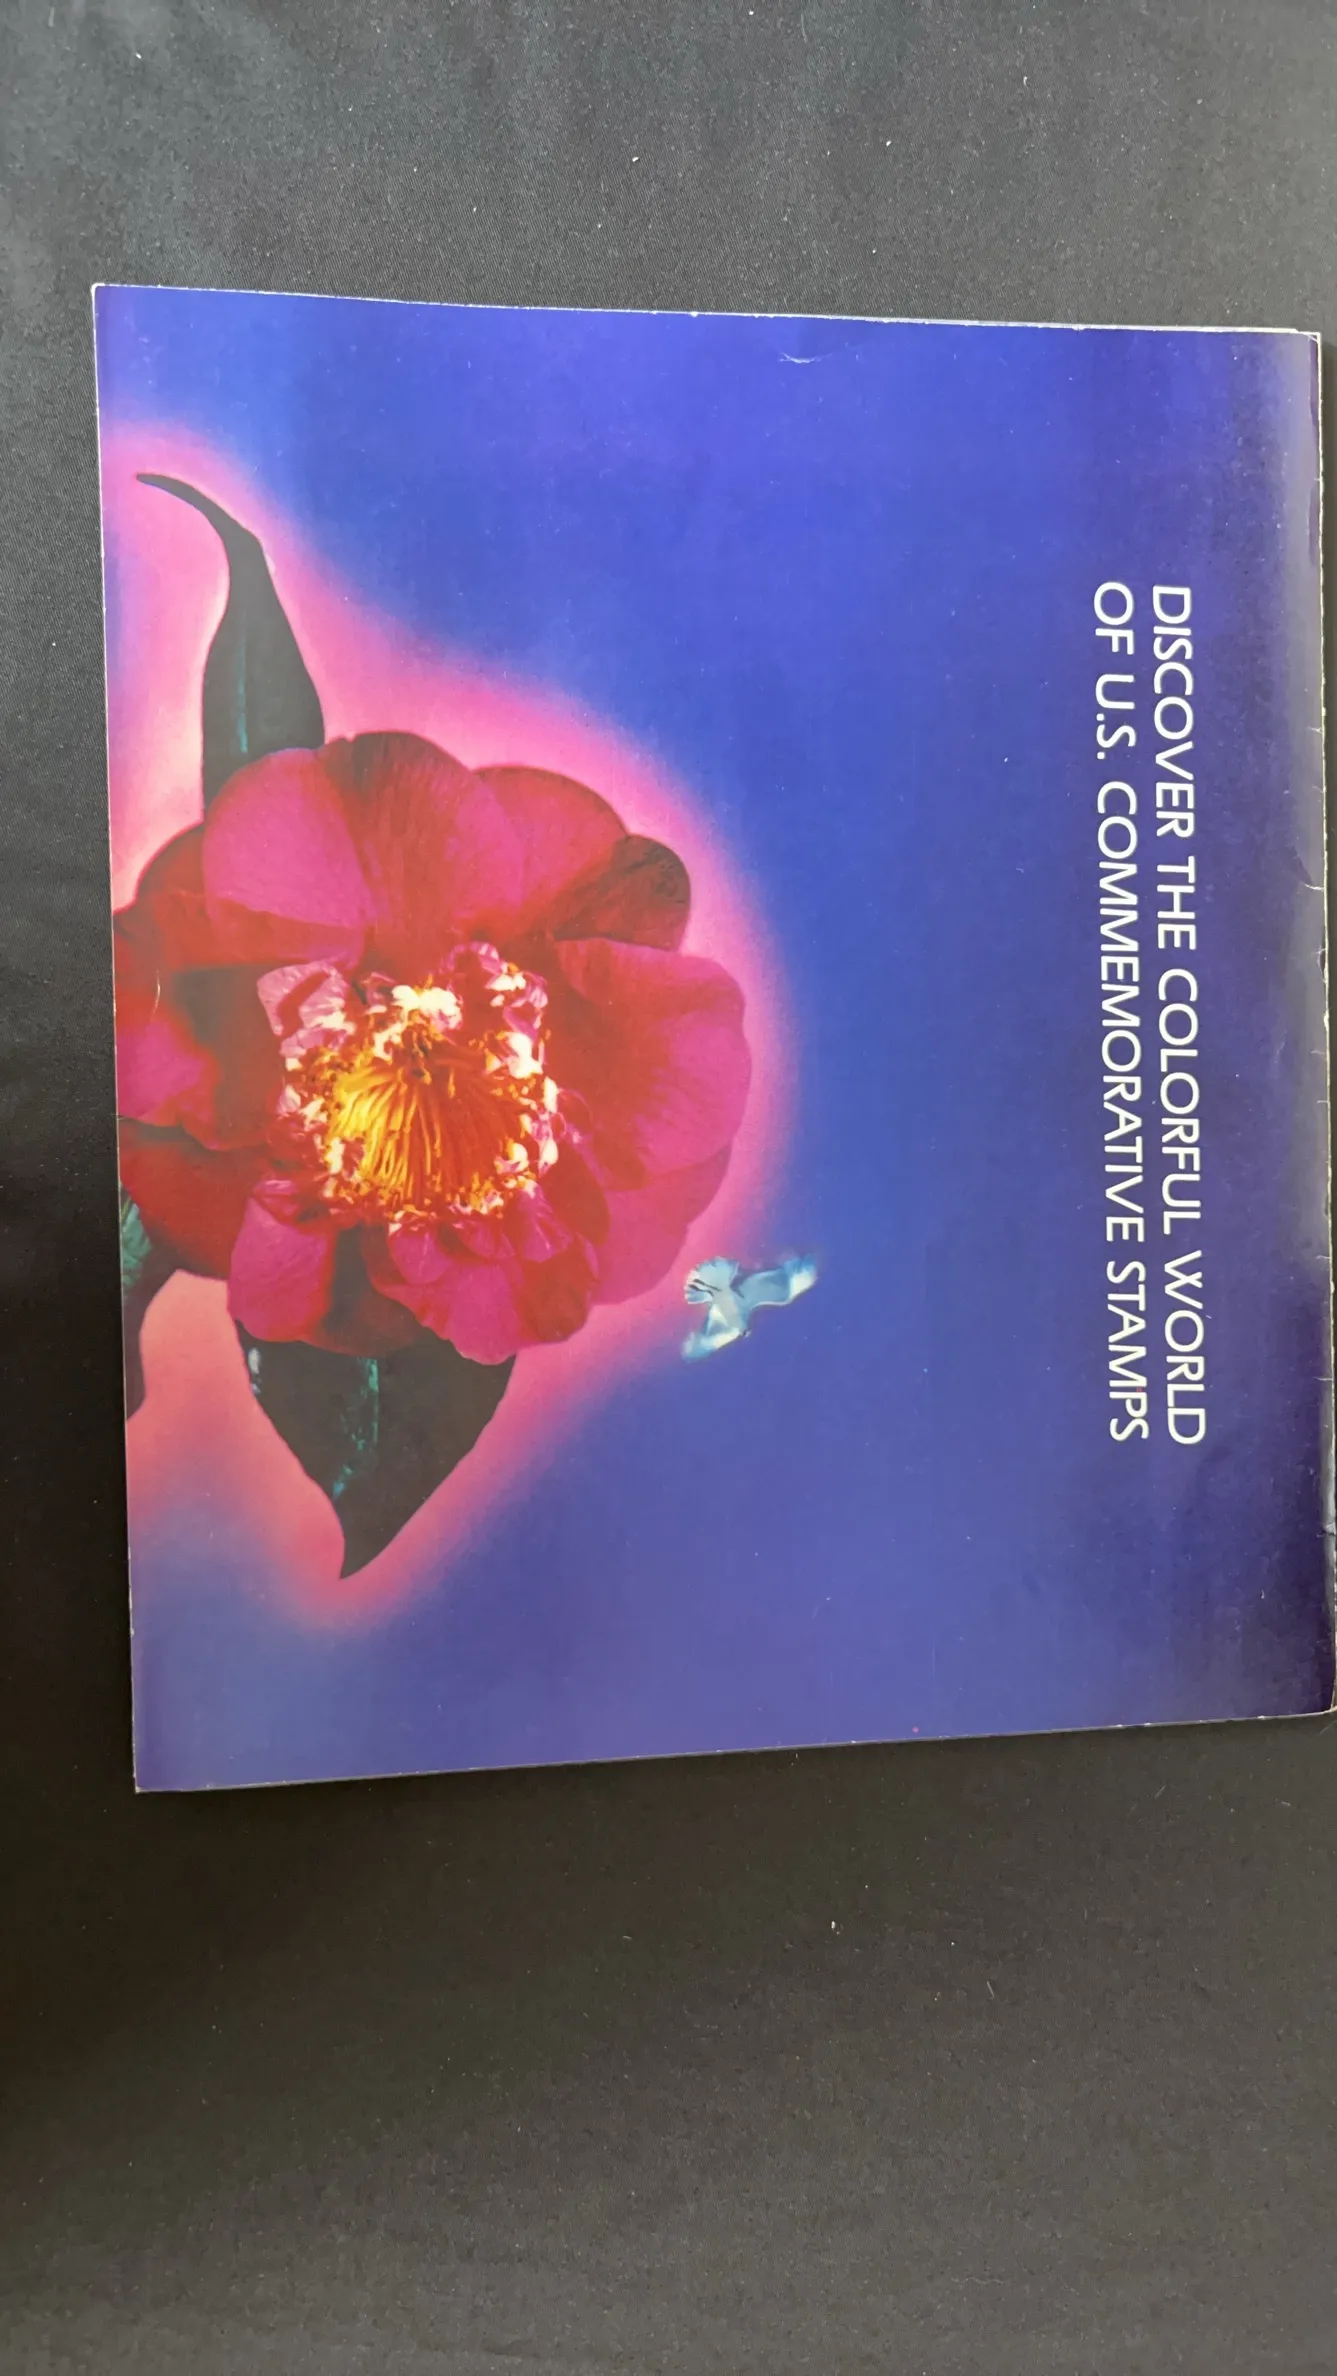 DISCOVER THE COLORFUL WORLD
OF U.S. COMMEMORATIVE STAMPS